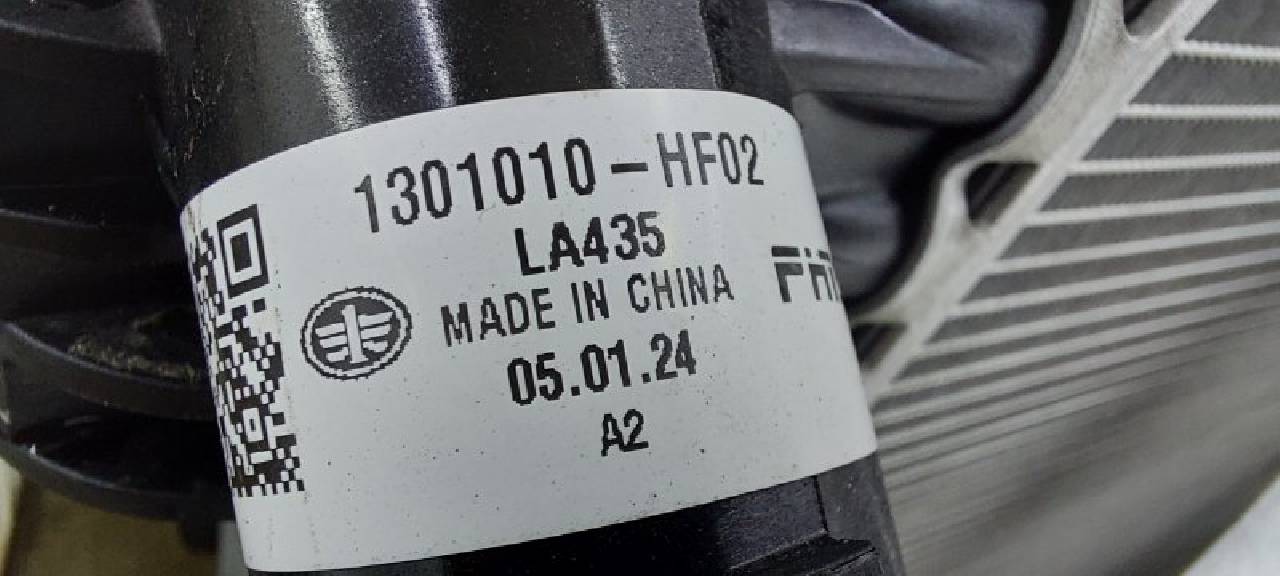 1301010-HF02
LA435
MADE IN CHINA
05.01.24
A2